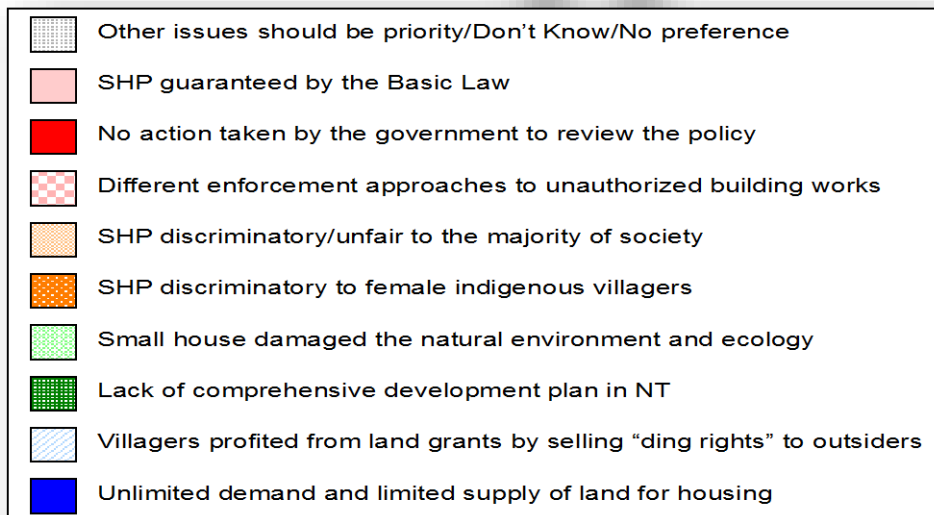 Other issues should be priority/Don't Know/No preference
SHP guaranteed by the Basic Law
No action taken by the government to review the policy
Different enforcement approaches to unauthorized building works
SHP discriminatory/unfair to the majority of society
SHP discriminatory to female indigenous villagers
Small house damaged the natural environment and ecology
Lack of comprehensive development plan in NT
Villagers profited from land grants by selling “ding rights” to outsiders
Unlimited demand and limited supply of land for housing